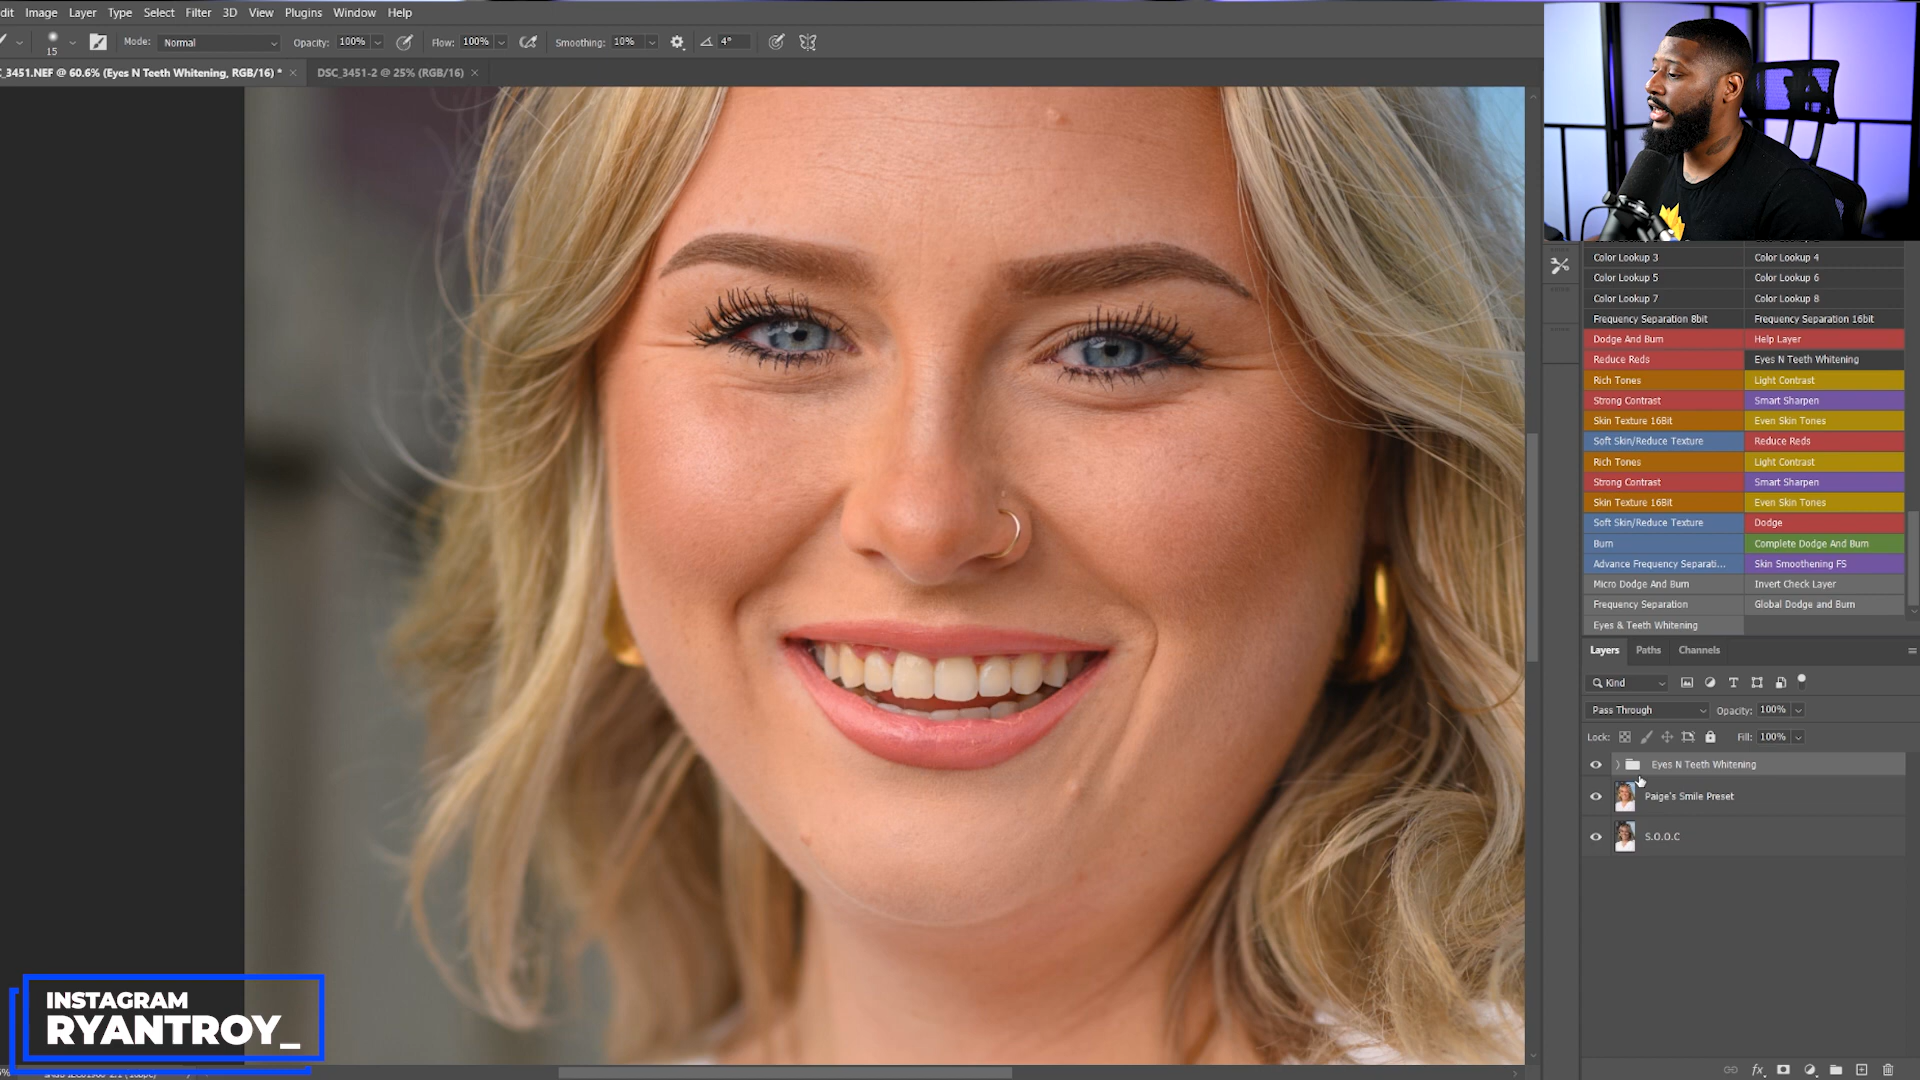 dit Image Layer Type Select Filter 3D View Plugins Window Help
15 Mode: Normal Opacity: 100% Flow: 100% Smoothing: 10% 4°
_3451.NEF @ 60.6% (Eyes N Teeth Whitening, RGB/16) * × DSC_3451-2 @ 25% (RGB/16) ×
Color Lookup 3 Color Lookup 4
Color Lookup 5 Color Lookup 6
Color Lookup 7 Color Lookup 8
Frequency Separation 8bit Frequency Separation 16bit
Dodge And Burn Help Layer
Reduce Reds Eyes N Teeth Whitening
Rich Tones Light Contrast
Strong Contrast Smart Sharpen
Skin Texture 16Bit Even Skin Tones
Soft Skin/Reduce Texture Reduce Reds
Rich Tones Light Contrast
Strong Contrast Smart Sharpen
Skin Texture 16Bit Even Skin Tones
Soft Skin/Reduce Texture Dodge
Burn Complete Dodge And Burn
Advance Frequency Separati... Skin Smoothening FS
Micro Dodge And Burn Invert Check Layer
Frequency Separation Global Dodge and Burn
Eyes & Teeth Whitening
Layers Paths Channels
Kind
Pass Through Opacity: 100%
Lock: Fill: 100%
Eyes N Teeth Whitening
Paige's Smile Preset
S.O.O.C
INSTAGRAM
RYANTROY_